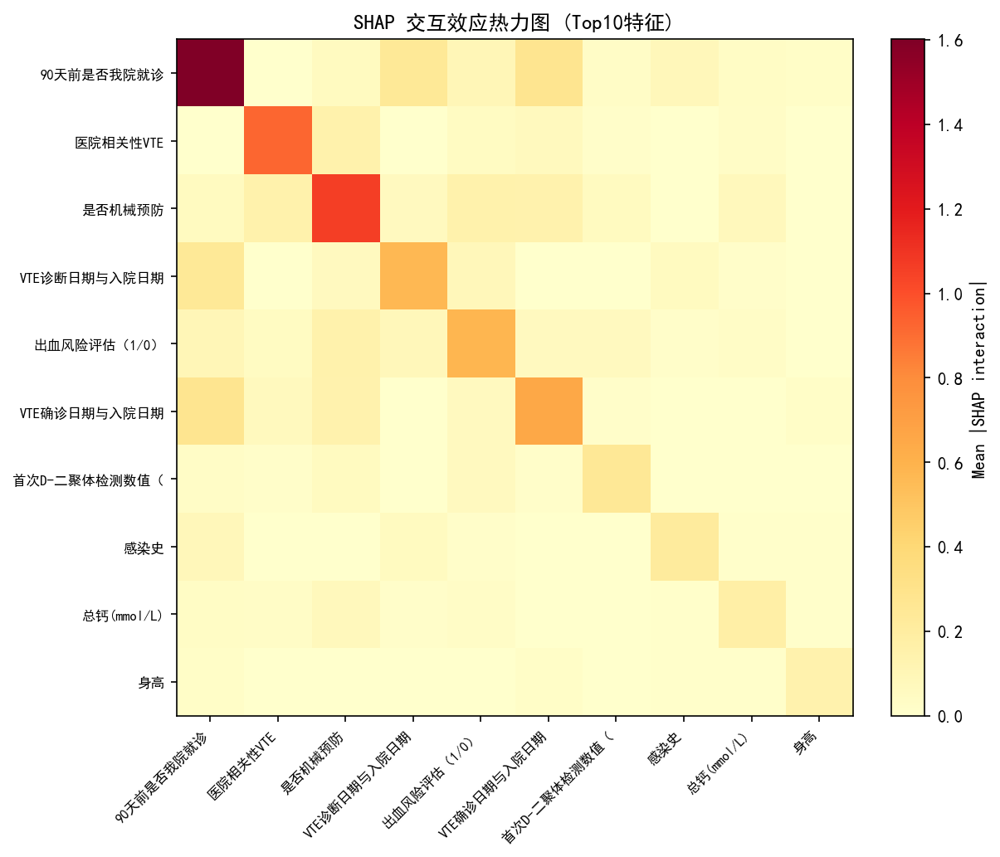 SHAP 交互效应热力图 (Top10特征)
90天前是否我院就诊
医院相关性VTE
是否机械预防
VTE诊断日期与入院日期
出血风险评估（1/0）
VTE确诊日期与入院日期
首次D-二聚体检测数值（
感染史
总钙(mmol/L)
身高
90天前是否我院就诊
医院相关性VTE
是否机械预防
VTE诊断日期与入院日期
出血风险评估（1/0）
VTE确诊日期与入院日期
首次D-二聚体检测数值（
感染史
总钙(mmol/L)
身高
1.6
1.4
1.2
1.0
0.8
0.6
0.4
0.2
0.0
Mean |SHAP interaction|